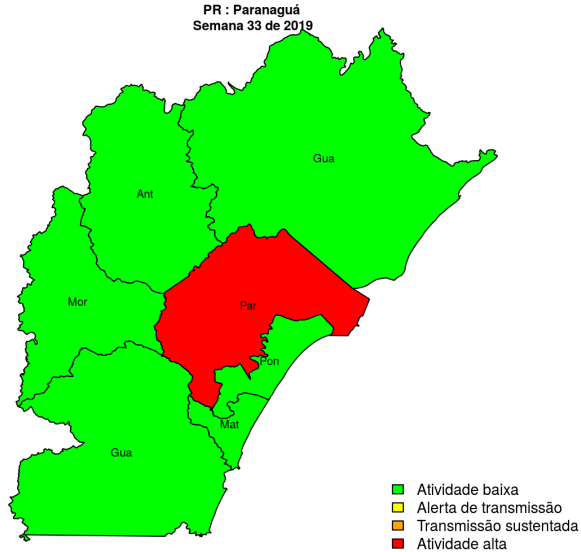 PR : Paranaguá
Semana 33 de 2019
Gua
Ant
Mor
Par
Pon
Mat
Gua
Atividade baixa
Alerta de transmissão
Transmissão sustentada
Atividade alta